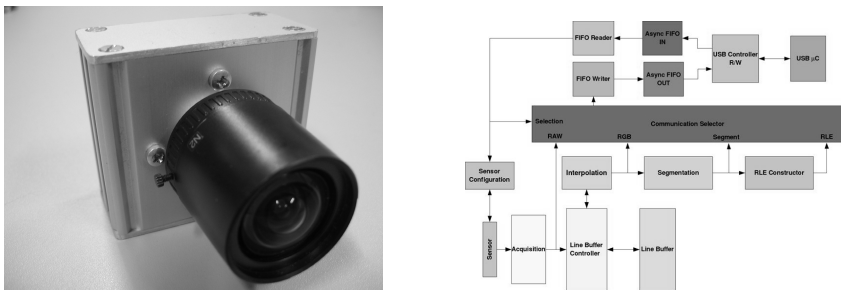 FIFO Reader
Async FIFO
IN
USB Controller
R/W
USB µC
FIFO Writer
Async FIFO
OUT
Selection
Communication Selector
RAW
RGB
Segment
RLE
Sensor
Configuration
Interpolation
Segmentation
RLE Constructor
Sensor
Acquisition
Line Buffer
Controller
Line Buffer